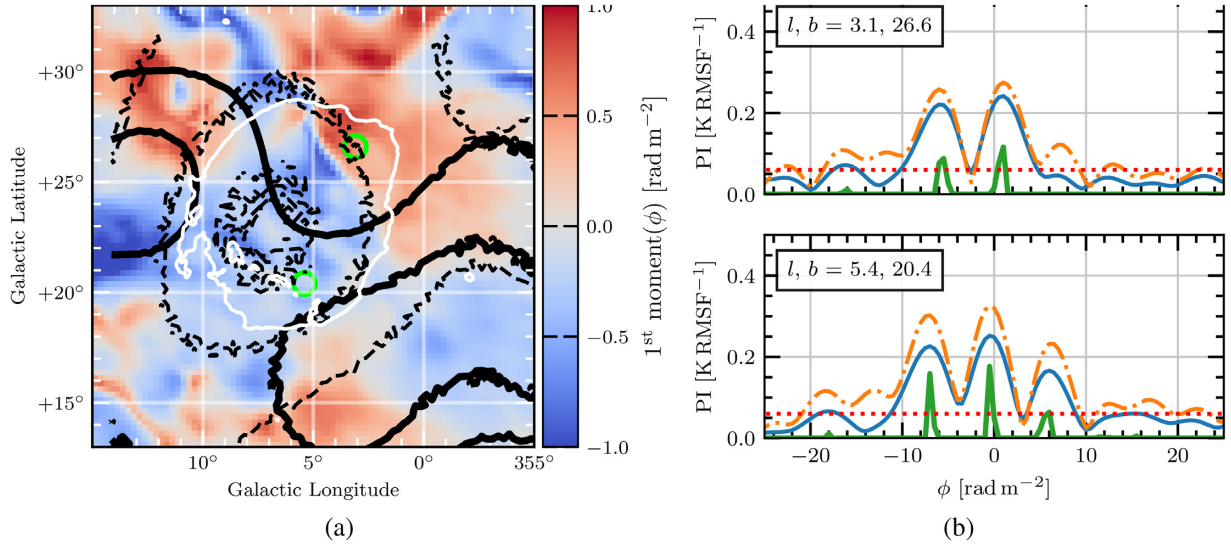 +30°
+25°
+20°
+15°
Galactic Latitude
10°
5°
0°
355°
Galactic Longitude
(a)
1.0
0.5
0.0
−0.5
−1.0
1st moment(ϕ) [rad m−2]
l, b = 3.1, 26.6
0.4
0.2
0.0
PI [K RMSF−1]
l, b = 5.4, 20.4
0.4
0.2
0.0
PI [K RMSF−1]
−20
−10
0
10
20
ϕ [rad m−2]
(b)